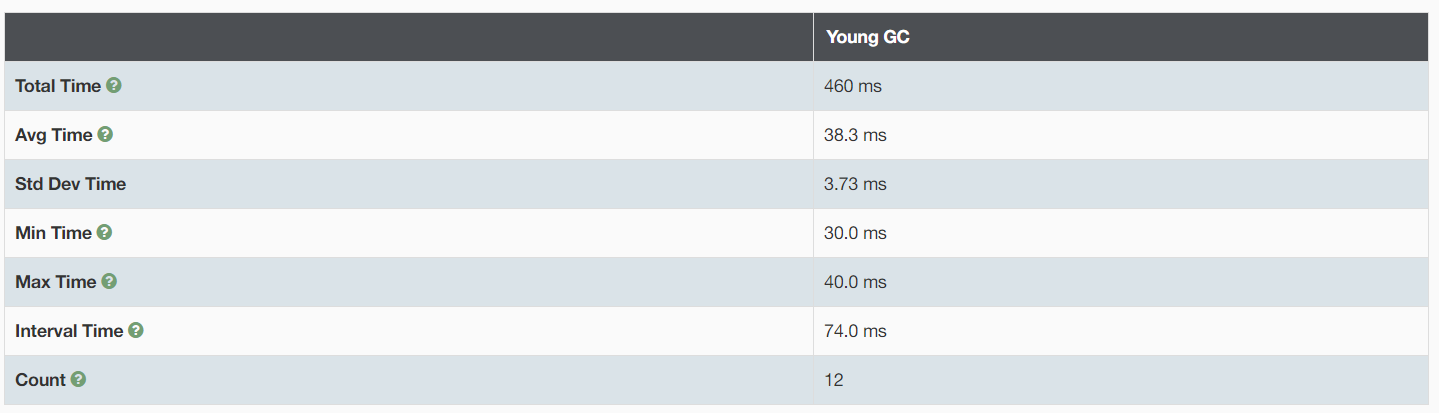 Young GC
Total Time ? 460 ms
Avg Time ? 38.3 ms
Std Dev Time 3.73 ms
Min Time ? 30.0 ms
Max Time ? 40.0 ms
Interval Time ? 74.0 ms
Count ? 12